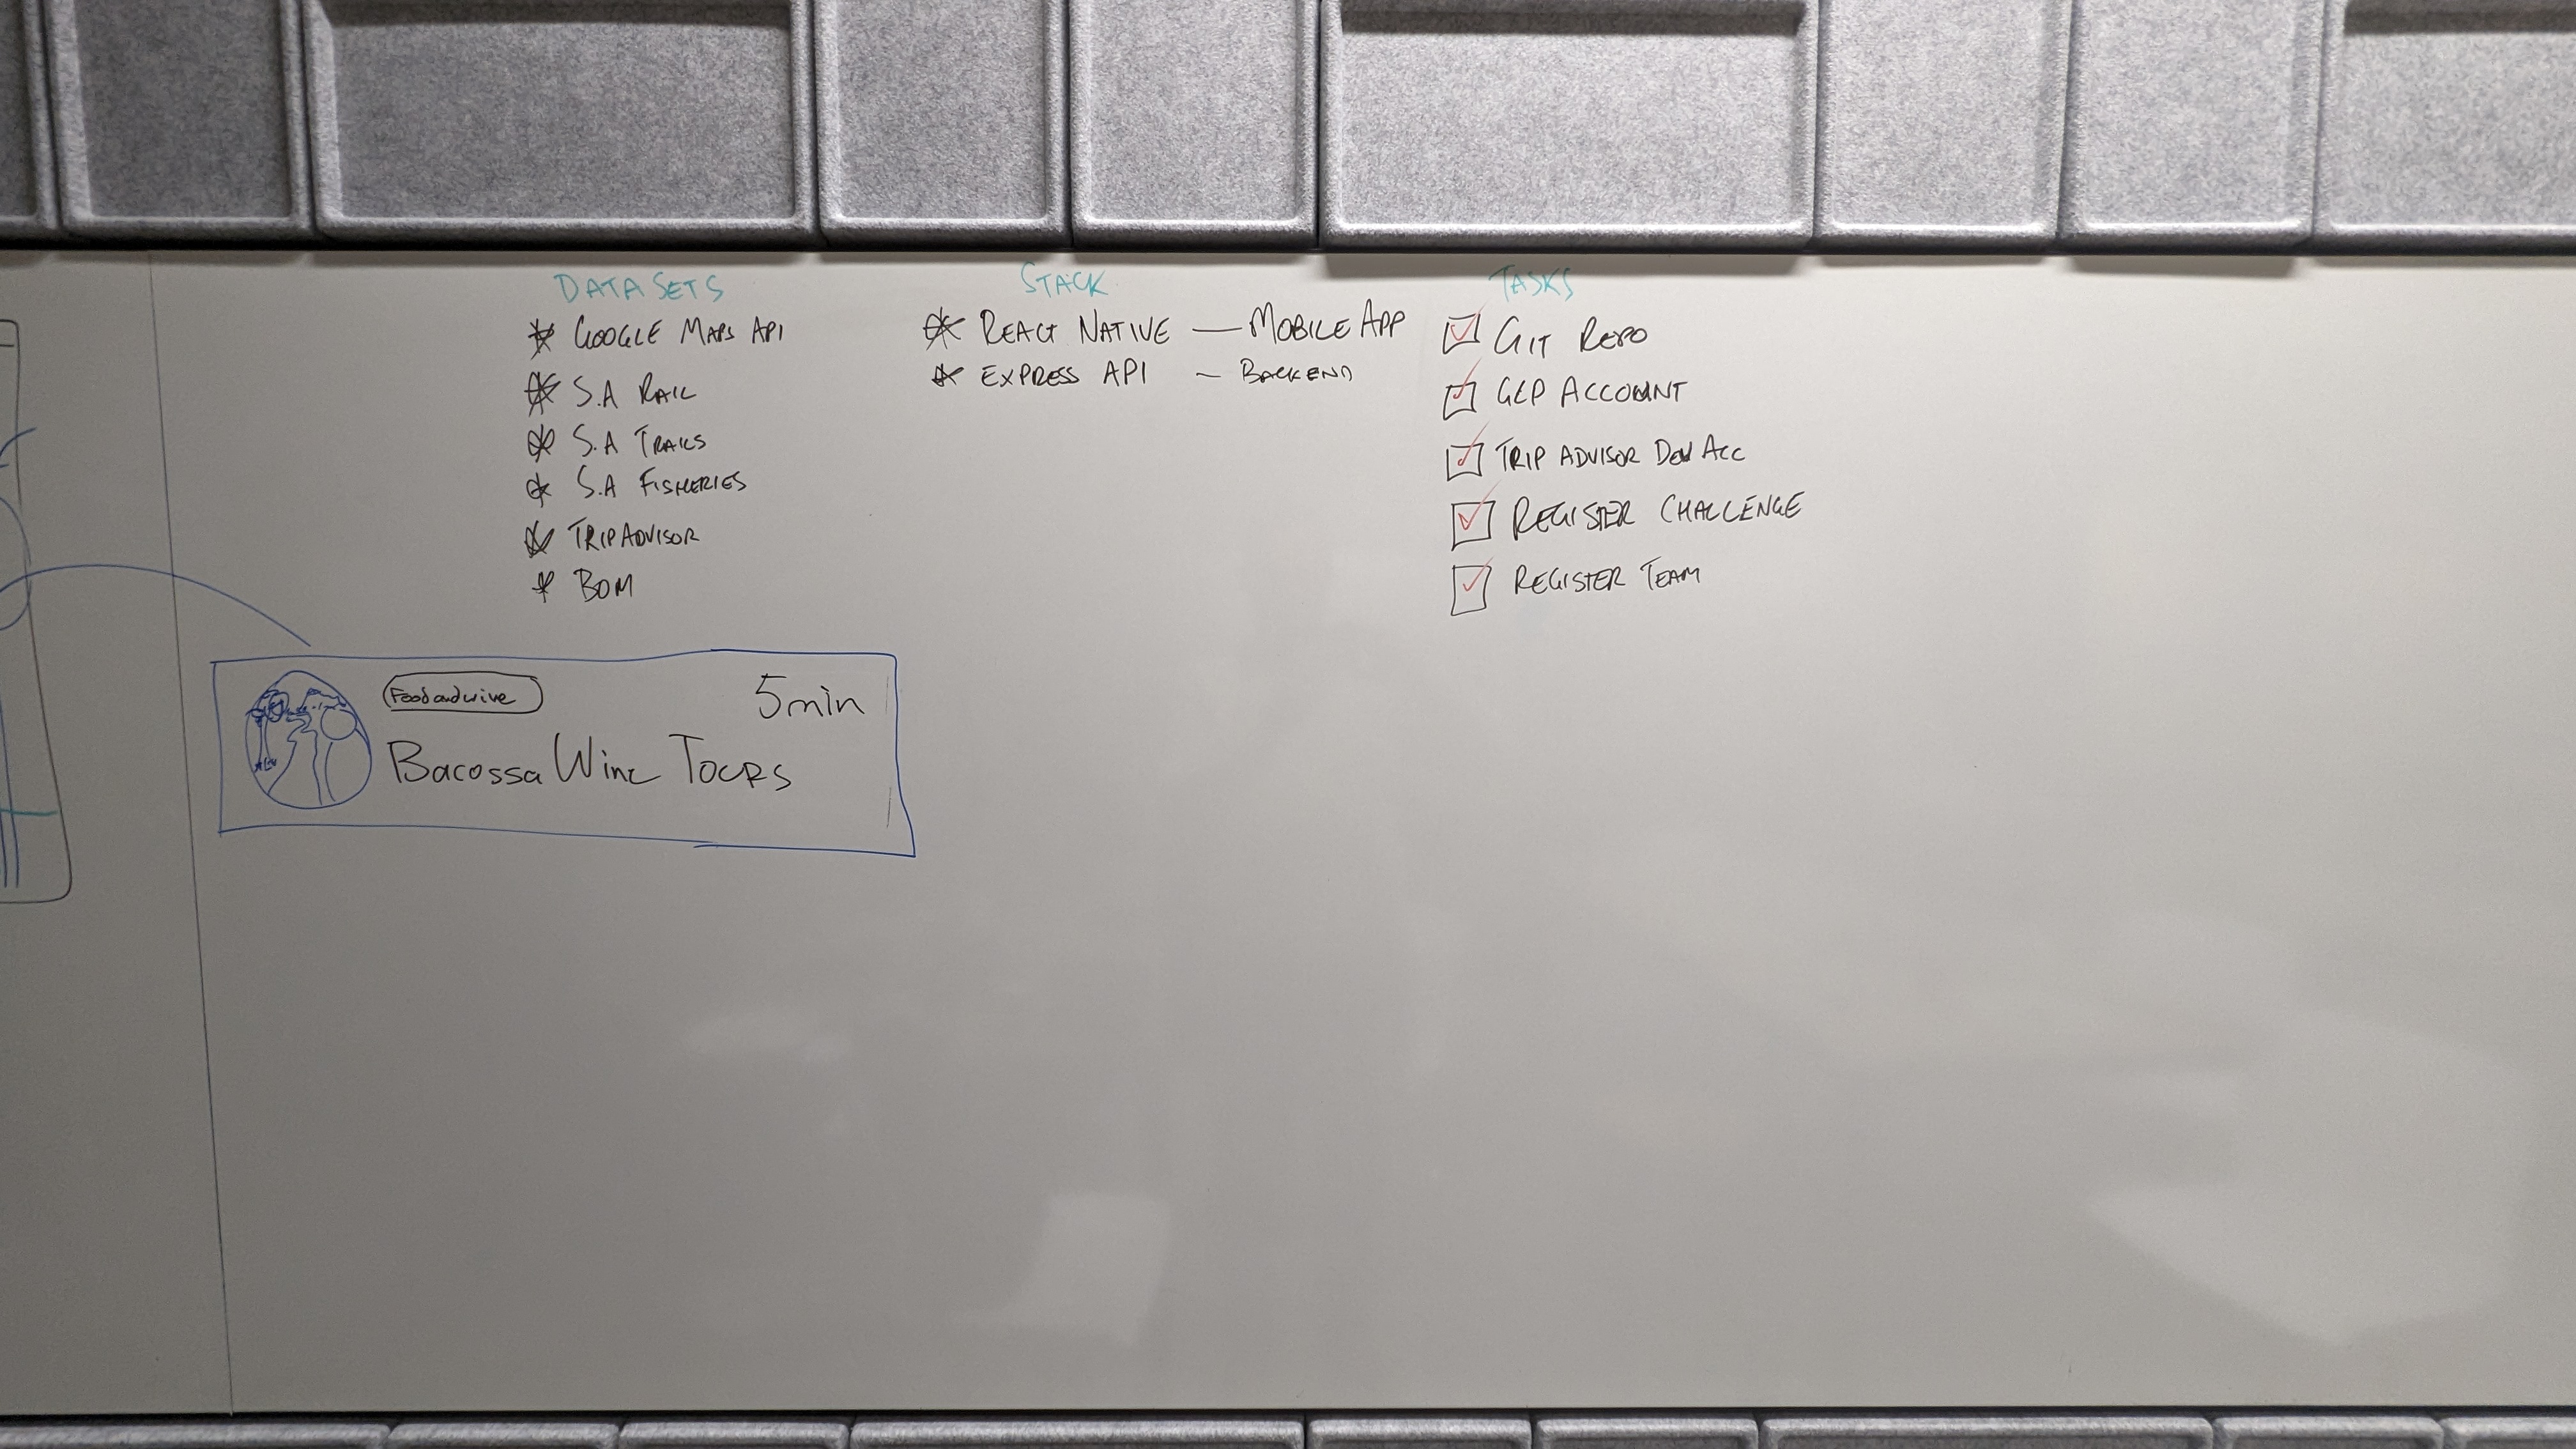 DATA SETS
GOOGLE MAPS API
S.A RAIL
S.A TRAILS
S.A FISHERIES
TRIPADVISOR
BOM
STACK
REACT NATIVE — MOBILE APP
EXPRESS API - BACKEND
TASKS
GIT REPO
GCP ACCOUNT
TRIP ADVISOR DEV ACC
REGISTER CHALLENGE
REGISTER TEAM
Food and wine
5min
Bacossa Wine TOURS